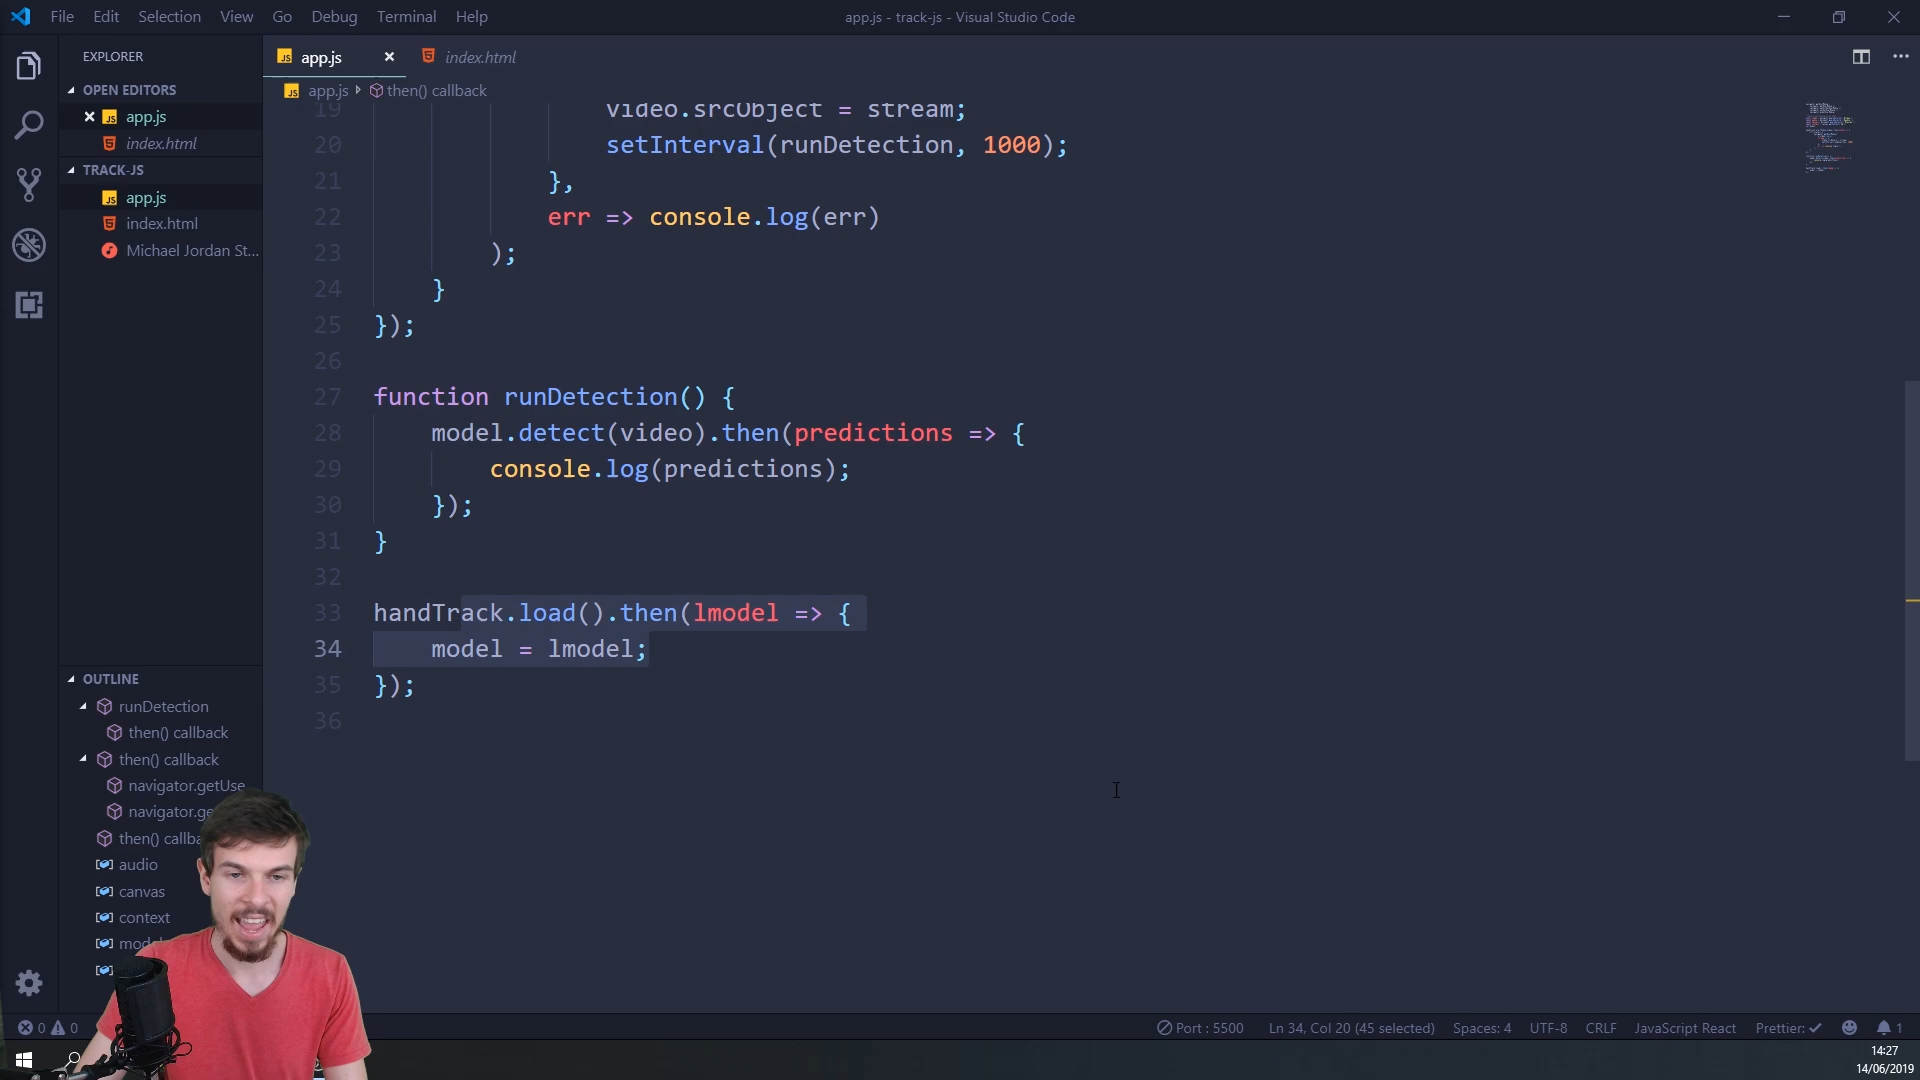 File Edit Selection View Go Debug Terminal Help
app.js - track-js - Visual Studio Code
EXPLORER
OPEN EDITORS
app.js
index.html
TRACK-JS
app.js
index.html
Michael Jordan St...
OUTLINE
runDetection
then() callback
then() callback
navigator.getUse
navigator.ge
then() callba
audio
canvas
context
mod
app.js
index.html
app.js then() callback
19 video.srcObject = stream;
20 setInterval(runDetection, 1000);
21 },
22 err => console.log(err)
23 );
24 }
25 });
26
27 function runDetection() {
28 model.detect(video).then(predictions => {
29 console.log(predictions);
30 });
31 }
32
33 handTrack.load().then(lmodel => {
34 model = lmodel;
35 });
36
0 0
Port : 5500 Ln 34, Col 20 (45 selected) Spaces: 4 UTF-8 CRLF JavaScript React Prettier: 1
14:27
14/06/2019